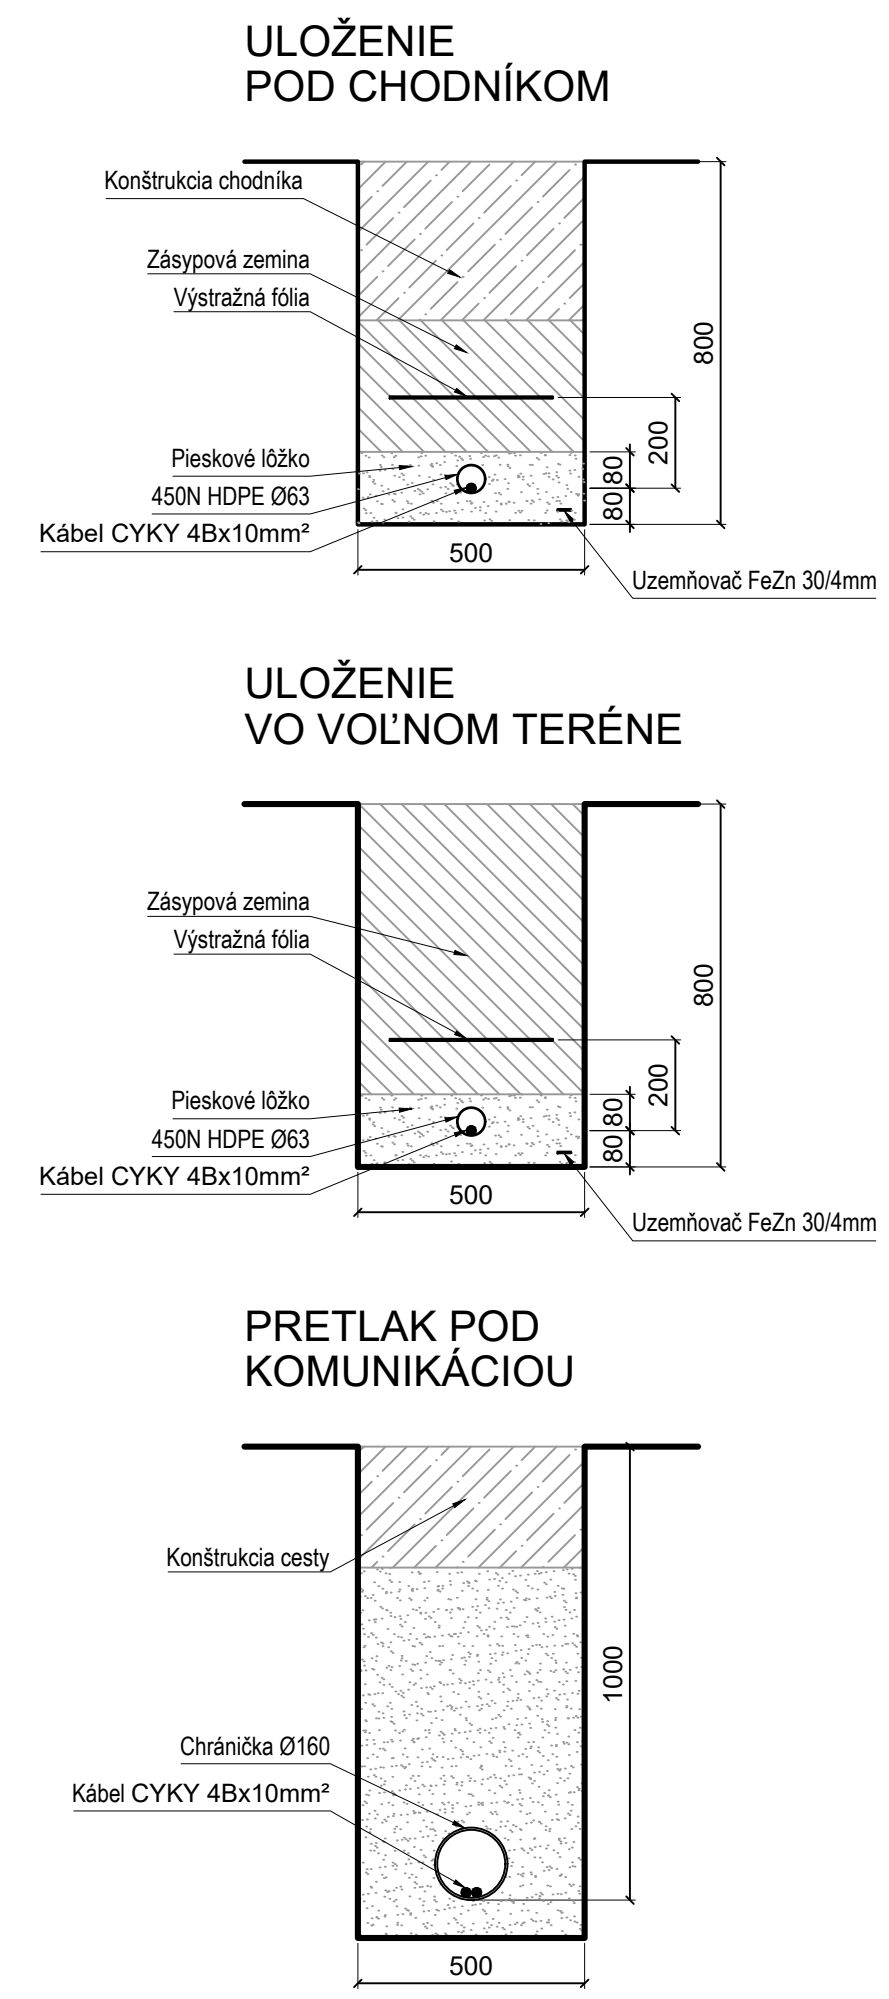 ULOŽENIE
POD CHODNÍKOM
Konštrukcia chodníka
Zásypová zemina
Výstražná fólia
800
200
80
80
Pieskové lôžko
450N HDPE Ø63
Kábel CYKY 4Bx10mm²
500
Uzemňovač FeZn 30/4mm
ULOŽENIE
VO VOĽNOM TERÉNE
Zásypová zemina
Výstražná fólia
800
200
80
80
Pieskové lôžko
450N HDPE Ø63
Kábel CYKY 4Bx10mm²
500
Uzemňovač FeZn 30/4mm
PRETLAK POD
KOMUNIKÁCIOU
Konštrukcia cesty
1000
Chránička Ø160
Kábel CYKY 4Bx10mm²
500